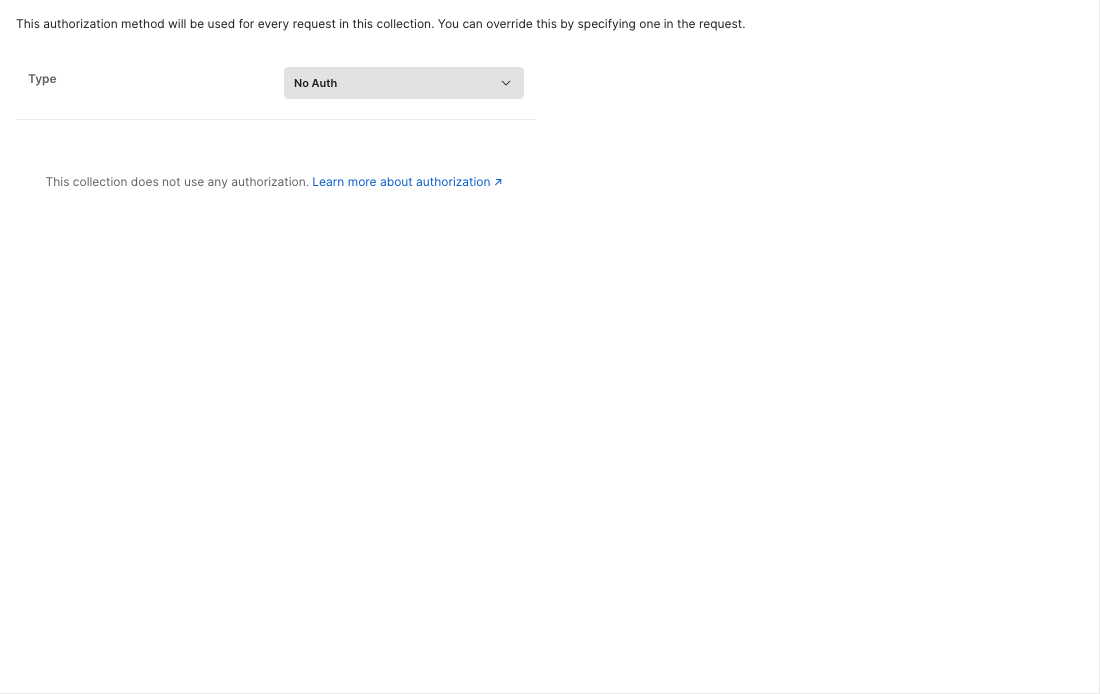 This authorization method will be used for every request in this collection. You can override this by specifying one in the request.
Type
No Auth
This collection does not use any authorization. Learn more about authorization ↗